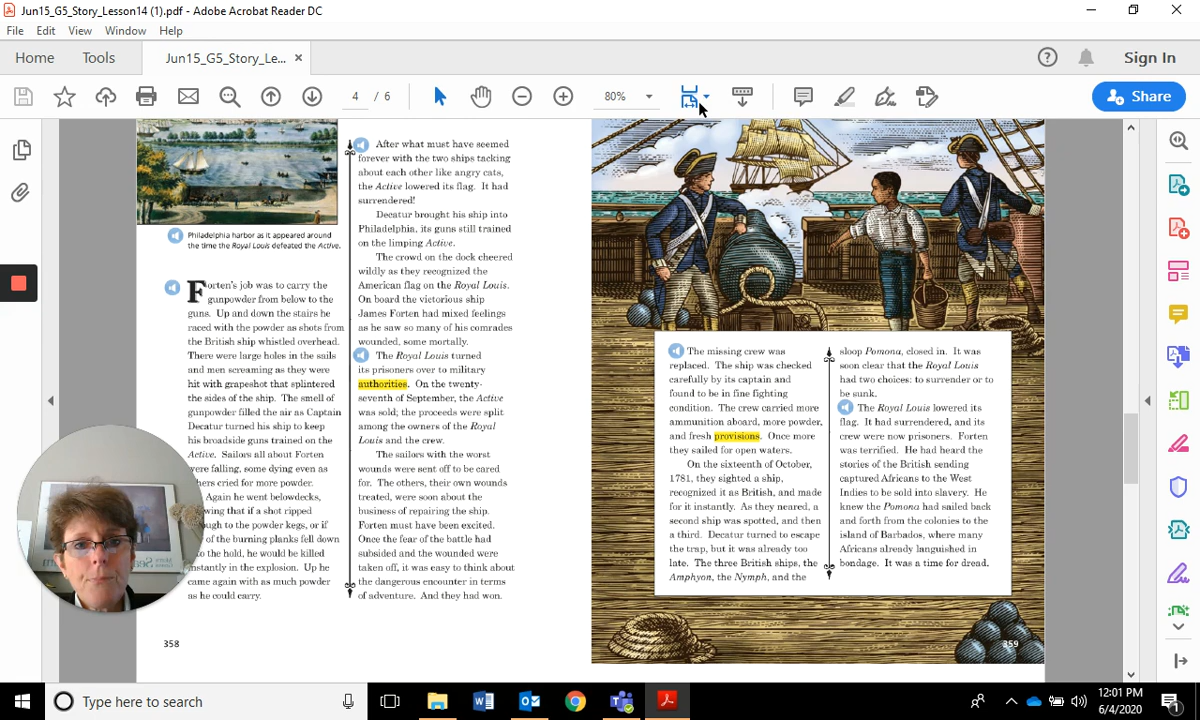 Jun15_G5_Story_Lesson14 (1).pdf - Adobe Acrobat Reader DC
File Edit View Window Help
Home Tools Jun15_G5_Story_Le... × Sign In
4 / 6 80% Share
Philadelphia harbor as it appeared around
the time the Royal Louis defeated the Active.
Forten's job was to carry the
gunpowder from below to the
guns. Up and down the stairs he
raced with the powder as shots from
the British ship whistled overhead.
There were large holes in the sails
and men screaming as they were
hit with grapeshot that splintered
the sides of the ship. The smell of
gunpowder filled the air as Captain
Decatur turned his ship to keep
his broadside guns trained on the
Active. Sailors all about Forten
were falling, some dying even as
cried for more powder.
Again he went belowdecks,
that if a shot ripped
to the powder kegs, or if
of the burning planks fell down
the hold, he would be killed
instantly in the explosion. Up he
came again with as much powder
as he could carry.
358
After what must have seemed
forever with the two ships tacking
about each other like angry cats,
the Active lowered its flag. It had
surrendered!
Decatur brought his ship into
Philadelphia, its guns still trained
on the limping Active.
The crowd on the dock cheered
wildly as they recognized the
American flag on the Royal Louis.
On board the victorious ship
James Forten had mixed feelings
as he saw so many of his comrades
wounded, some mortally.
The Royal Louis turned
its prisoners over to military
authorities. On the twenty-
seventh of September, the Active
was sold; the proceeds were split
among the owners of the Royal
Louis and the crew.
The sailors with the worst
wounds were sent off to be cared
for. The others, their own wounds
treated, were soon about the
business of repairing the ship.
Forten must have been excited.
Once the fear of the battle had
subsided and the wounded were
taken off, it was easy to think about
the dangerous encounter in terms
of adventure. And they had won.
The missing crew was
replaced. The ship was checked
carefully by its captain and
found to be in fine fighting
condition. The crew carried more
ammunition aboard, more powder,
and fresh provisions. Once more
they sailed for open waters.
On the sixteenth of October,
1781, they sighted a ship,
recognized it as British, and made
for it instantly. As they neared, a
second ship was spotted, and then
a third. Decatur turned to escape
the trap, but it was already too
late. The three British ships, the
Amphyon, the Nymph, and the
sloop Pomona, closed in. It was
soon clear that the Royal Louis
had two choices: to surrender or to
be sunk.
The Royal Louis lowered its
flag. It had surrendered, and its
crew were now prisoners. Forten
was terrified. He had heard the
stories of the British sending
captured Africans to the West
Indies to be sold into slavery. He
knew the Pomona had sailed back
and forth from the colonies to the
island of Barbados, where many
Africans already languished in
bondage. It was a time for dread.
359
Type here to search
12:01 PM
6/4/2020
1